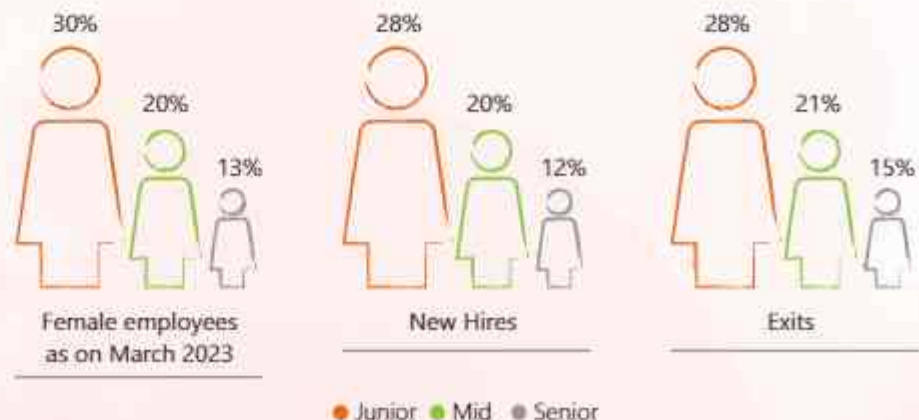 30%
20%
13%
Female employees
as on March 2023
28%
20%
12%
New Hires
28%
21%
15%
Exits
Junior Mid Senior